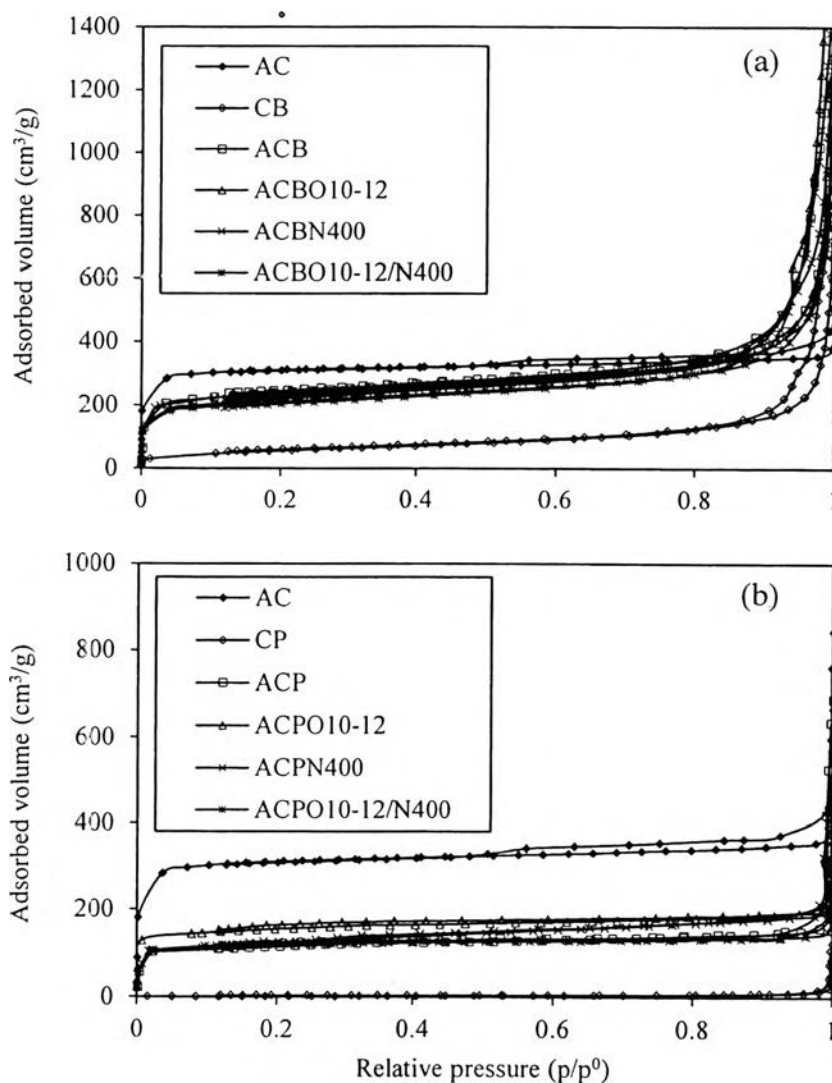 (a)
AC
CB
ACB
ACBO10-12
ACBN400
ACBO10-12/N400
Adsorbed volume (cm³/g)
1400
1200
1000
800
600
400
200
0
0
0.2
0.4
0.6
0.8
1
(b)
AC
CP
ACP
ACPO10-12
ACPN400
ACPO10-12/N400
Adsorbed volume (cm³/g)
1000
800
600
400
200
0
0
0.2
0.4
0.6
0.8
1
Relative pressure (p/p⁰)